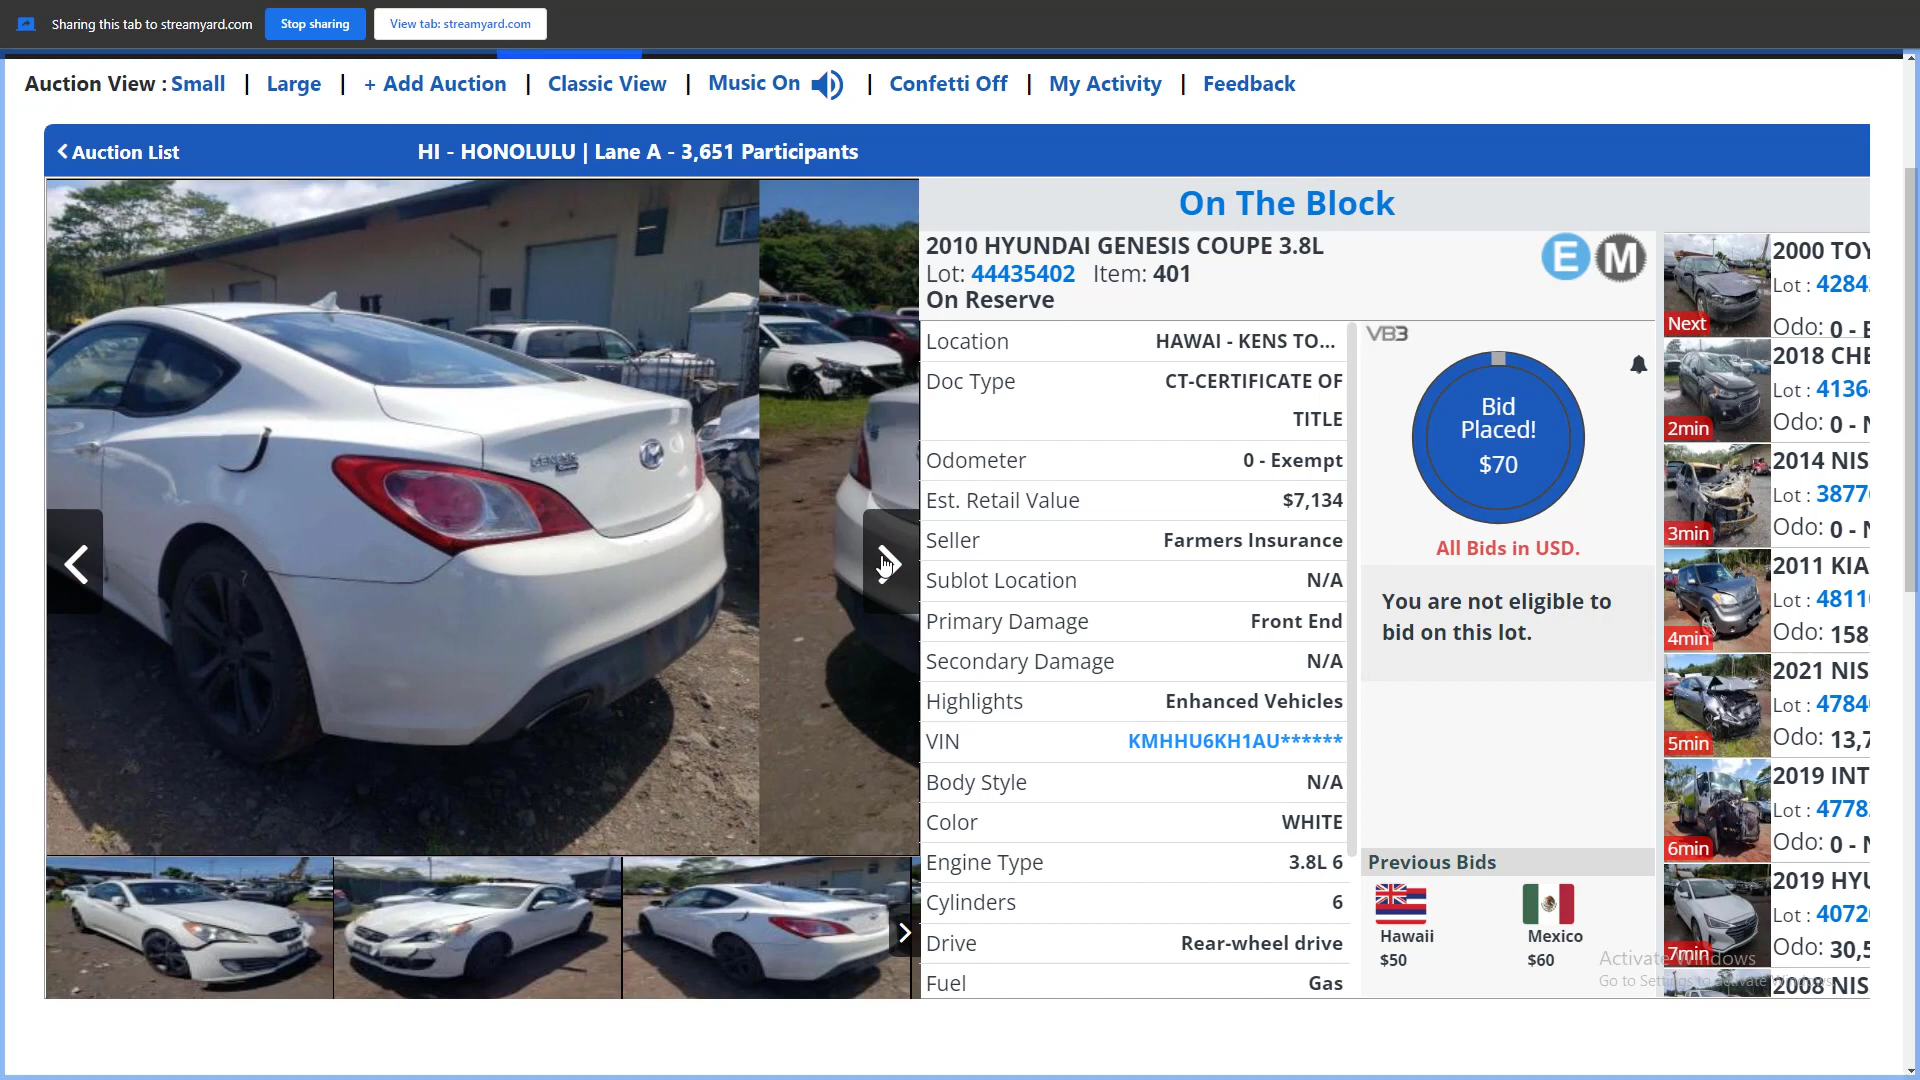 Sharing this tab to streamyard.com Stop sharing View tab: streamyard.com
Auction View : Small | Large | + Add Auction | Classic View | Music On | Confetti Off | My Activity | Feedback
Auction List HI - HONOLULU | Lane A - 3,651 Participants
On The Block
2010 HYUNDAI GENESIS COUPE 3.8L
Lot: 44435402 Item: 401
On Reserve
E M
Location HAWAI - KENS TO...
Doc Type CT-CERTIFICATE OF
TITLE
Odometer 0 - Exempt
Est. Retail Value $7,134
Seller Farmers Insurance
Sublot Location N/A
Primary Damage Front End
Secondary Damage N/A
Highlights Enhanced Vehicles
VIN KMHHU6KH1AU******
Body Style N/A
Color WHITE
Engine Type 3.8L 6
Cylinders 6
Drive Rear-wheel drive
Fuel Gas
VB3
Bid
Placed!
$70
All Bids in USD.
You are not eligible to
bid on this lot.
Previous Bids
Hawaii Mexico
$50 $60
Next 2000 TOY
Lot : 4284
Odo: 0 - E
2min 2018 CHE
Lot : 4136
Odo: 0 - N
3min 2014 NIS
Lot : 3877
Odo: 0 - N
4min 2011 KIA
Lot : 4811
Odo: 158
5min 2021 NIS
Lot : 4784
Odo: 13,7
6min 2019 INT
Lot : 4778
Odo: 0 - N
7min 2019 HYU
Lot : 4072
Odo: 30,5
2008 NIS
Activate Windows
Go to Settings to activate Windows.